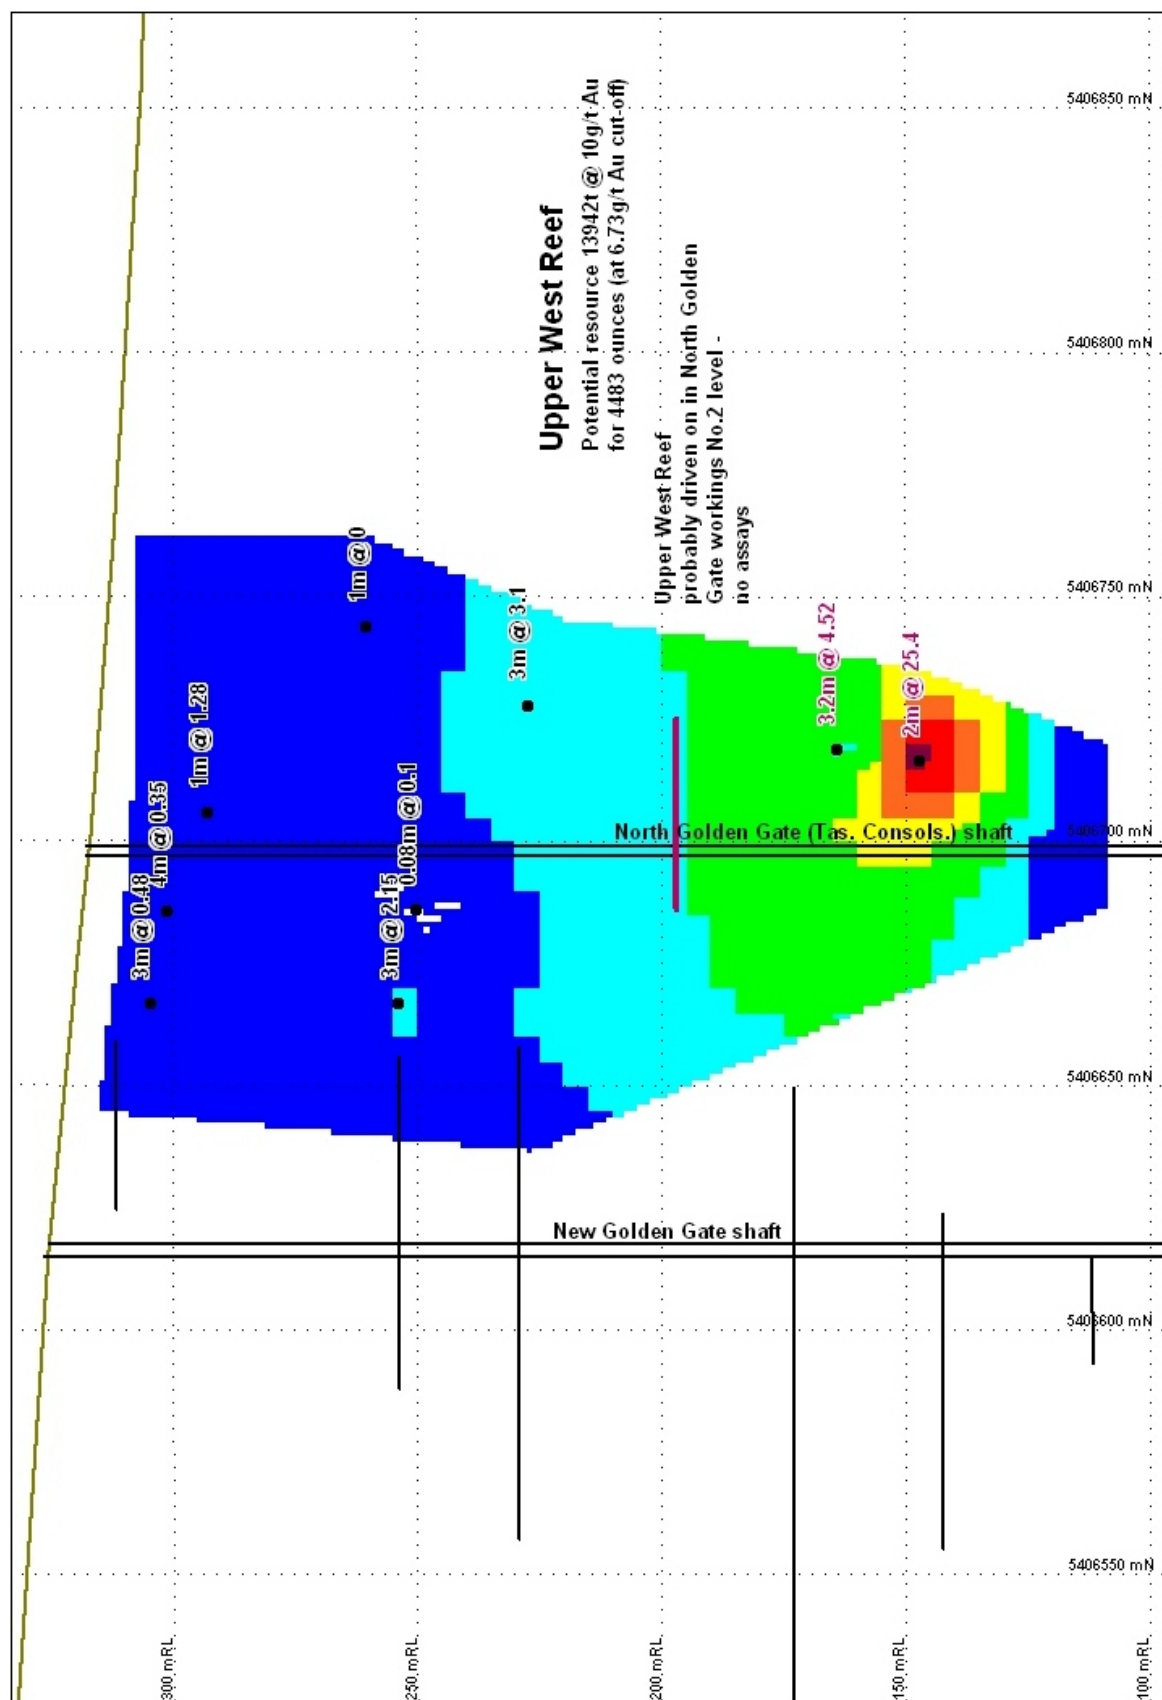 5406850 mN
Upper West Reef
Potential resource 13942t @ 10g/t Au
for 4483 ounces (at 6.73g/t Au cut-off)
5406800 mN
Upper West Reef
probably driven on in North Golden
Gate workings No.2 level -
no assays
5406750 mN
1m @ 0
3m @ 3.1
3.2m @ 4.52
2m @ 25.4
1m @ 1.28
4m @ 0.35
3m @ 0.48
0.08m @ 0.1
3m @ 2.15
North Golden Gate (Tas. Consols.) shaft
5406700 mN
5406650 mN
New Golden Gate shaft
5406600 mN
5406550 mN
300 mRL
250 mRL
200 mRL
150 mRL
100 mRL